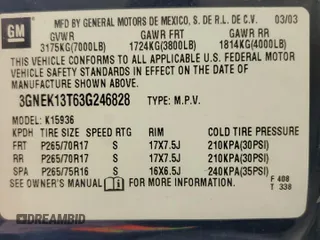 GM
MFD BY GENERAL MOTORS DE MEXICO, S. DE R.L. DE C.V. 03/03
GVWR GAWR FRT GAWR RR
3175KG(7000LB) 1724KG(3800LB) 1814KG(4000LB)
THIS VEHICLE CONFORMS TO ALL APPLICABLE U.S. FEDERAL MOTOR
VEHICLE SAFETY STANDARDS IN EFFECT ON THE DATE OF
MANUFACTURE SHOWN ABOVE.
3GNEK13T63G246828 TYPE: M.P.V.
MODEL: K15936
KPDH TIRE SIZE SPEED RTG RIM COLD TIRE PRESSURE
FRT P265/70R17 S 17X7.5J 210KPA(30PSI)
RR P265/70R17 S 17X7.5J 210KPA(30PSI)
SPA P265/75R16 S 16X6.5J 240KPA(35PSI)
SEE OWNER'S MANUAL FOR MORE INFORMATION.
F 408
T 338
DREAMBID